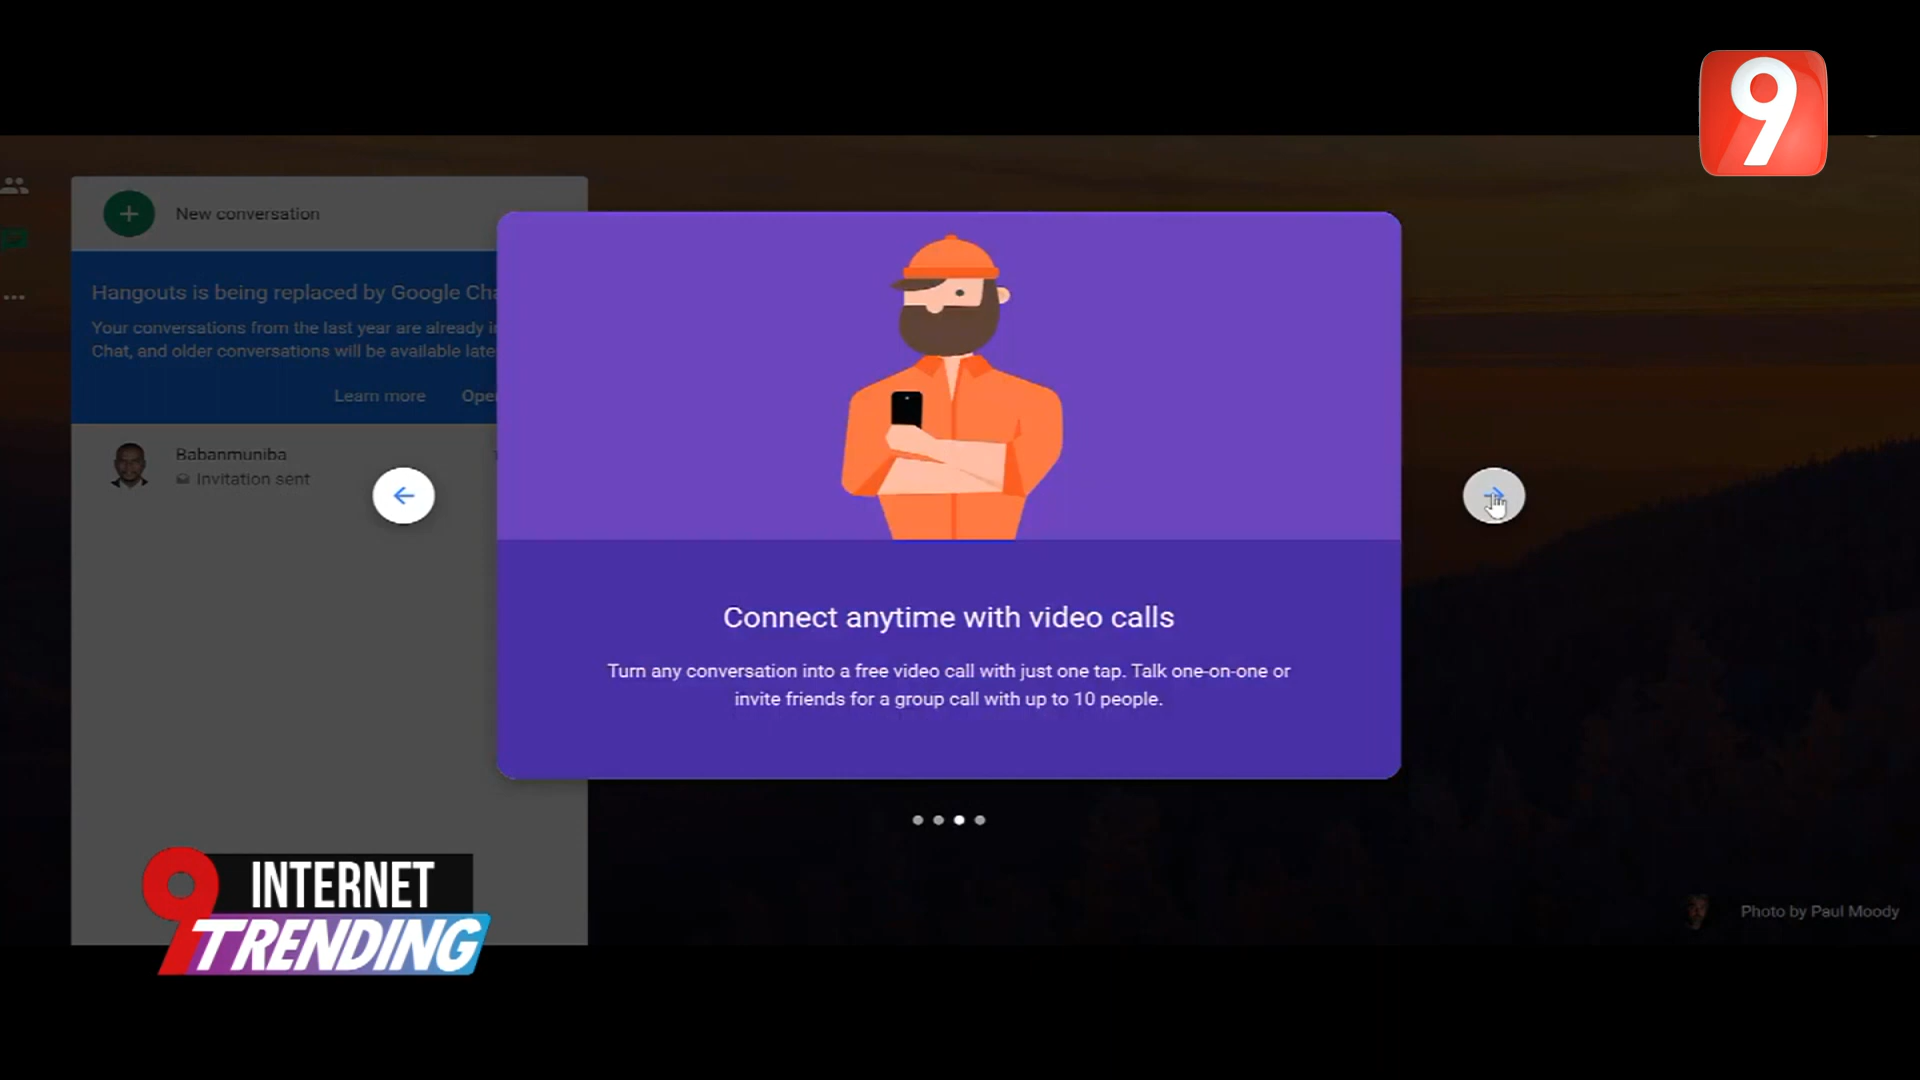 9
New conversation
Hangouts is being replaced by Google Cha
Your conversations from the last year are already i
Chat, and older conversations will be available late
Learn more
Ope
Babanmuniba
Invitation sent
Connect anytime with video calls
Turn any conversation into a free video call with just one tap. Talk one-on-one or
invite friends for a group call with up to 10 people.
9 INTERNET
TRENDING
Photo by Paul Moody